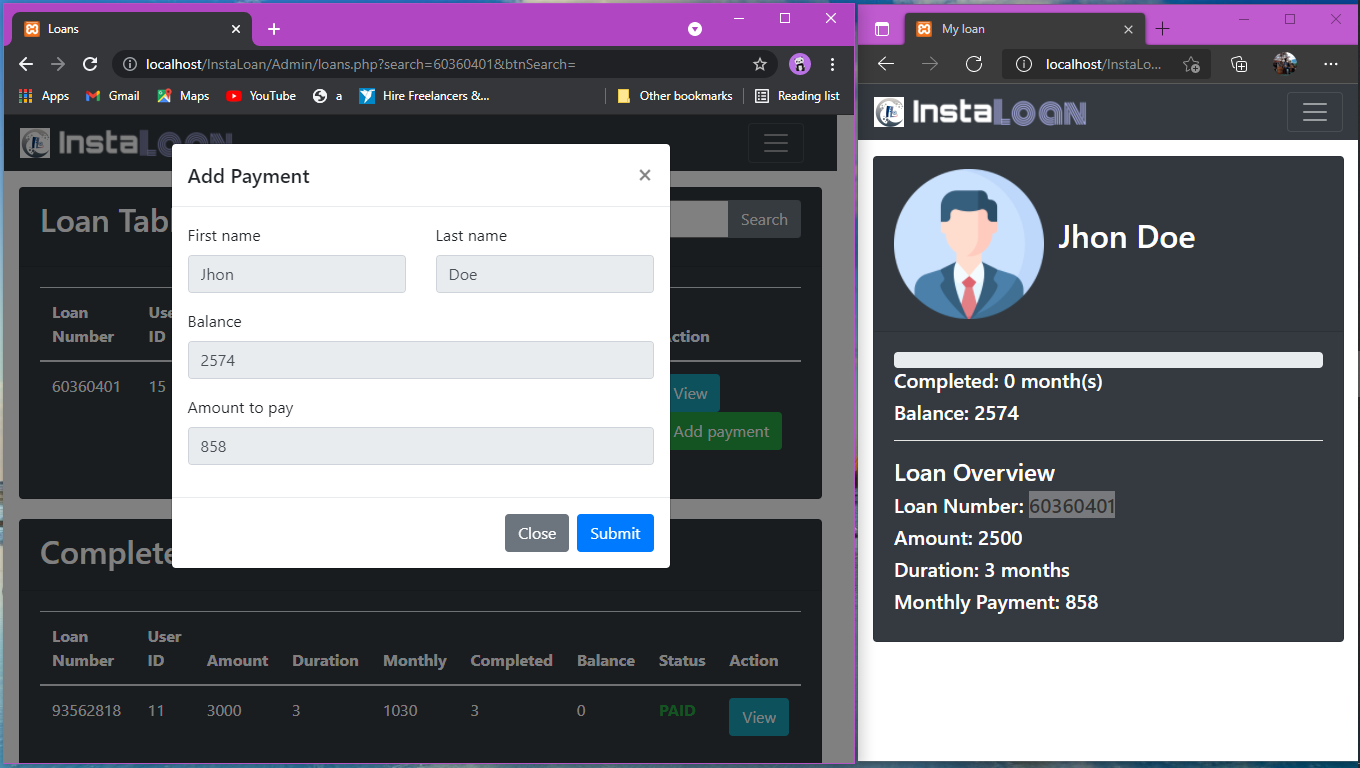 Loans
localhost/InstaLoan/Admin/loans.php?search=60360401&btnSearch=
Apps Gmail Maps YouTube a Hire Freelancers &... Other bookmarks Reading list
InstaLOAN
Loan Tab
Search
Loan Number
Use ID
ction
60360401 15
View
Add payment
Add Payment ×
First name Last name
Jhon Doe
Balance
2574
Amount to pay
858
Close Submit
Complete
Loan Number User ID Amount Duration Monthly Completed Balance Status Action
93562818 11 3000 3 1030 3 0 PAID View
My loan
localhost/InstaLo...
InstaLOAN
Jhon Doe
Completed: 0 month(s)
Balance: 2574
Loan Overview
Loan Number: 60360401
Amount: 2500
Duration: 3 months
Monthly Payment: 858